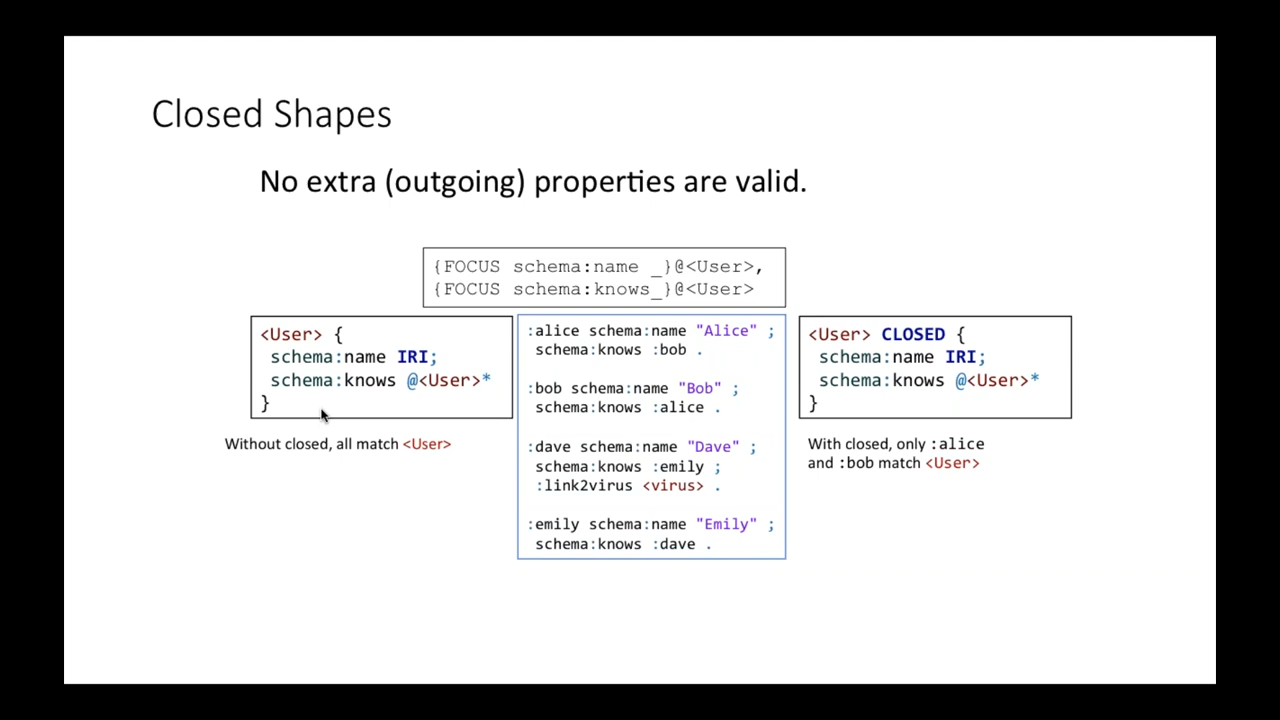 Closed Shapes
No extra (outgoing) properties are valid.
{FOCUS schema:name _}@<User>,
{FOCUS schema:knows_}@<User>
<User> {
schema:name IRI;
schema:knows @<User>*
}
Without closed, all match <User>
:alice schema:name "Alice" ;
schema:knows :bob .
:bob schema:name "Bob" ;
schema:knows :alice .
:dave schema:name "Dave" ;
schema:knows :emily ;
:link2virus <virus> .
:emily schema:name "Emily" ;
schema:knows :dave .
<User> CLOSED {
schema:name IRI;
schema:knows @<User>*
}
With closed, only :alice
and :bob match <User>